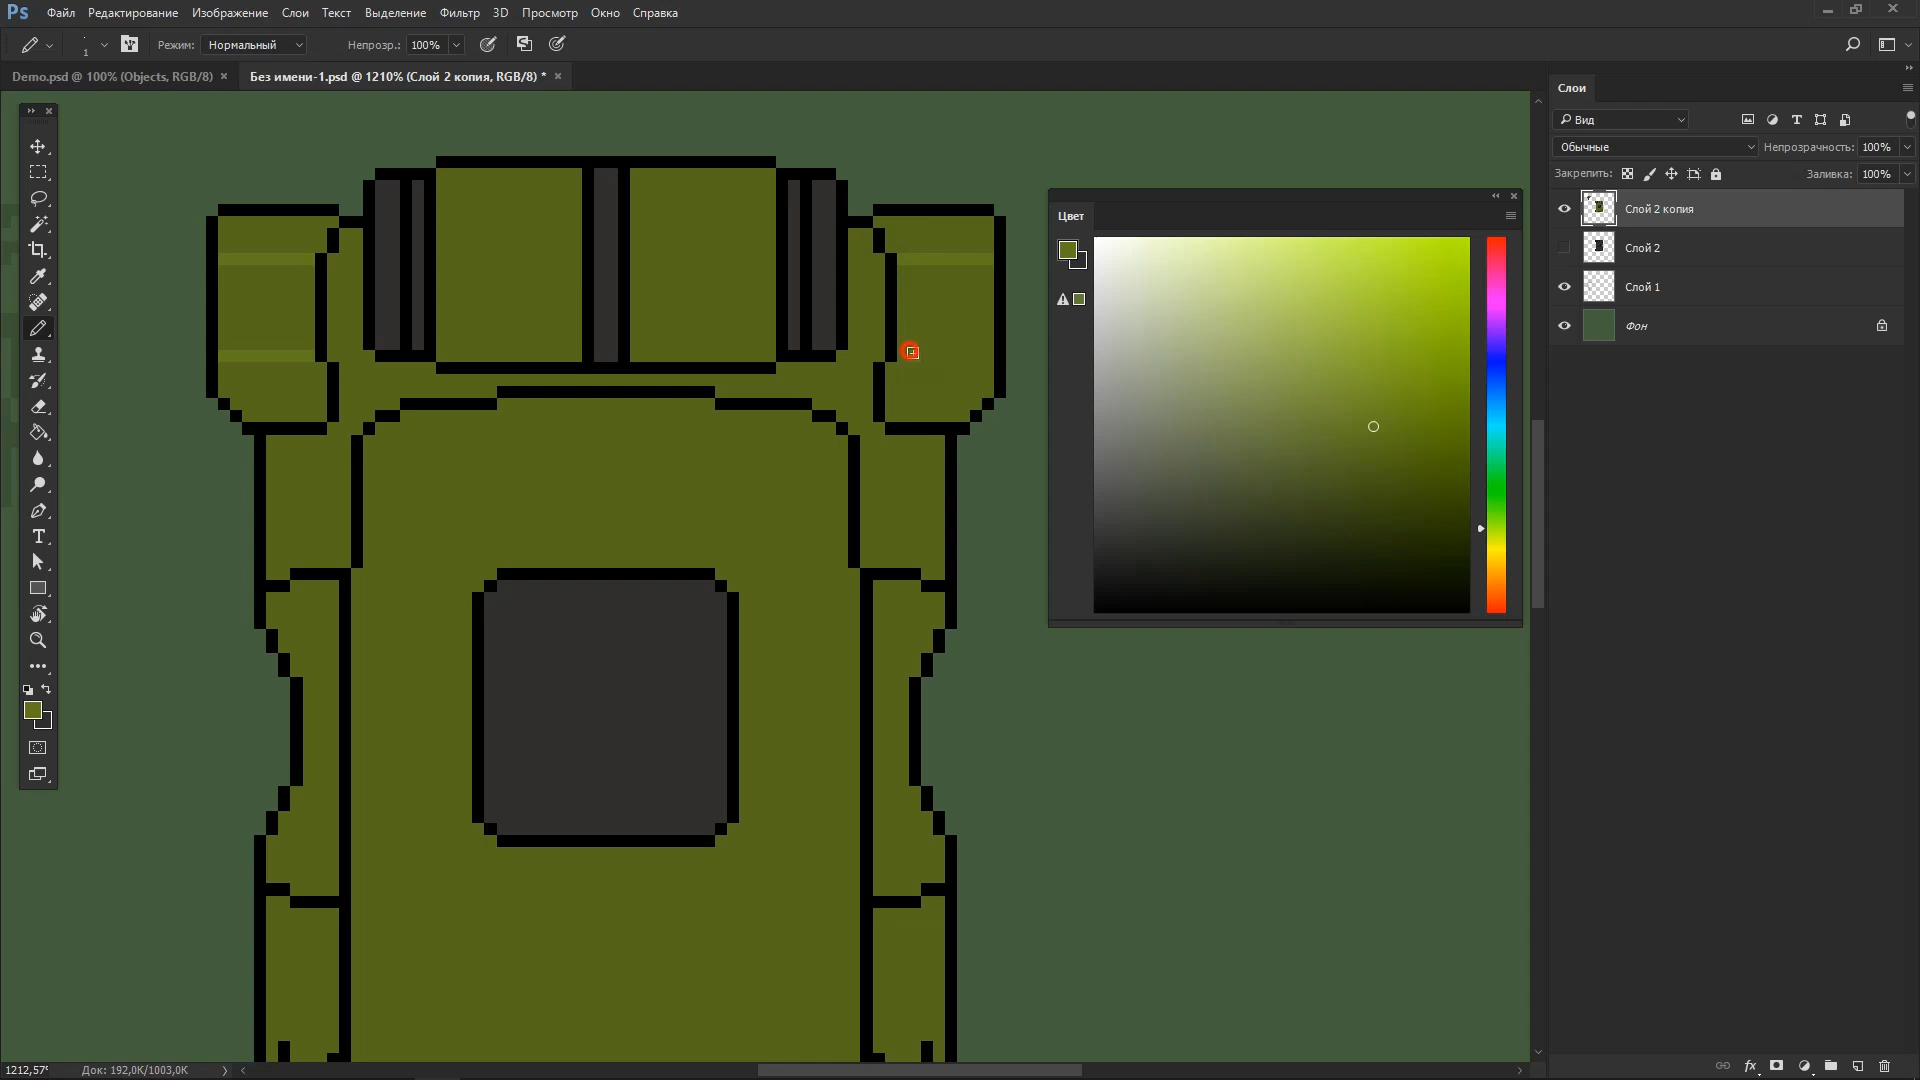 Ps Файл Редактирование Изображение Слои Текст Выделение Фильтр 3D Просмотр Окно Справка
1 Режим: Нормальный Непрозр.: 100%
Demo.psd @ 100% (Objects, RGB/8) × Без имени-1.psd @ 1210% (Слой 2 копия, RGB/8) * ×
Слои
Вид
Обычные Непрозрачность: 100%
Закрепить: Заливка: 100%
Слой 2 копия
Слой 2
Слой 1
Фон
Цвет
1212,57% Док: 192,0K/1003,0K